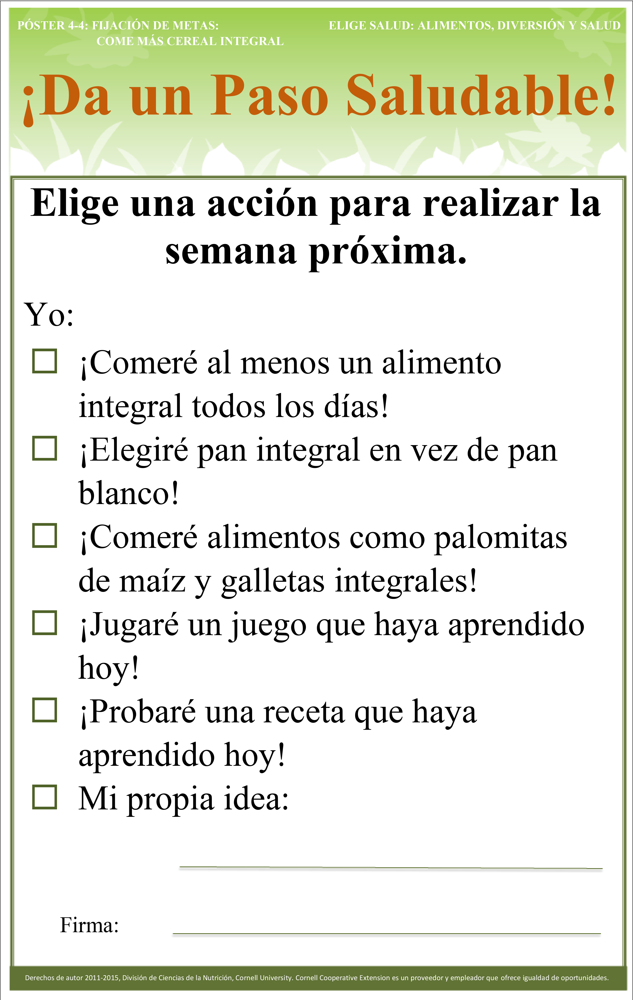 PÓSTER 4-4: FIJACIÓN DE METAS:
COME MÁS CEREAL INTEGRAL
ELIGE SALUD: ALIMENTOS, DIVERSIÓN Y SALUD
¡Da un Paso Saludable!
Elige una acción para realizar la
semana próxima.
Yo:
¡Comeré al menos un alimento
integral todos los días!
¡Elegiré pan integral en vez de pan
blanco!
¡Comeré alimentos como palomitas
de maíz y galletas integrales!
¡Jugaré un juego que haya aprendido
hoy!
¡Probaré una receta que haya
aprendido hoy!
Mi propia idea:
Firma:
Derechos de autor 2011-2015, División de Ciencias de la Nutrición, Cornell University. Cornell Cooperative Extension es un proveedor y empleador que ofrece igualdad de oportunidades.